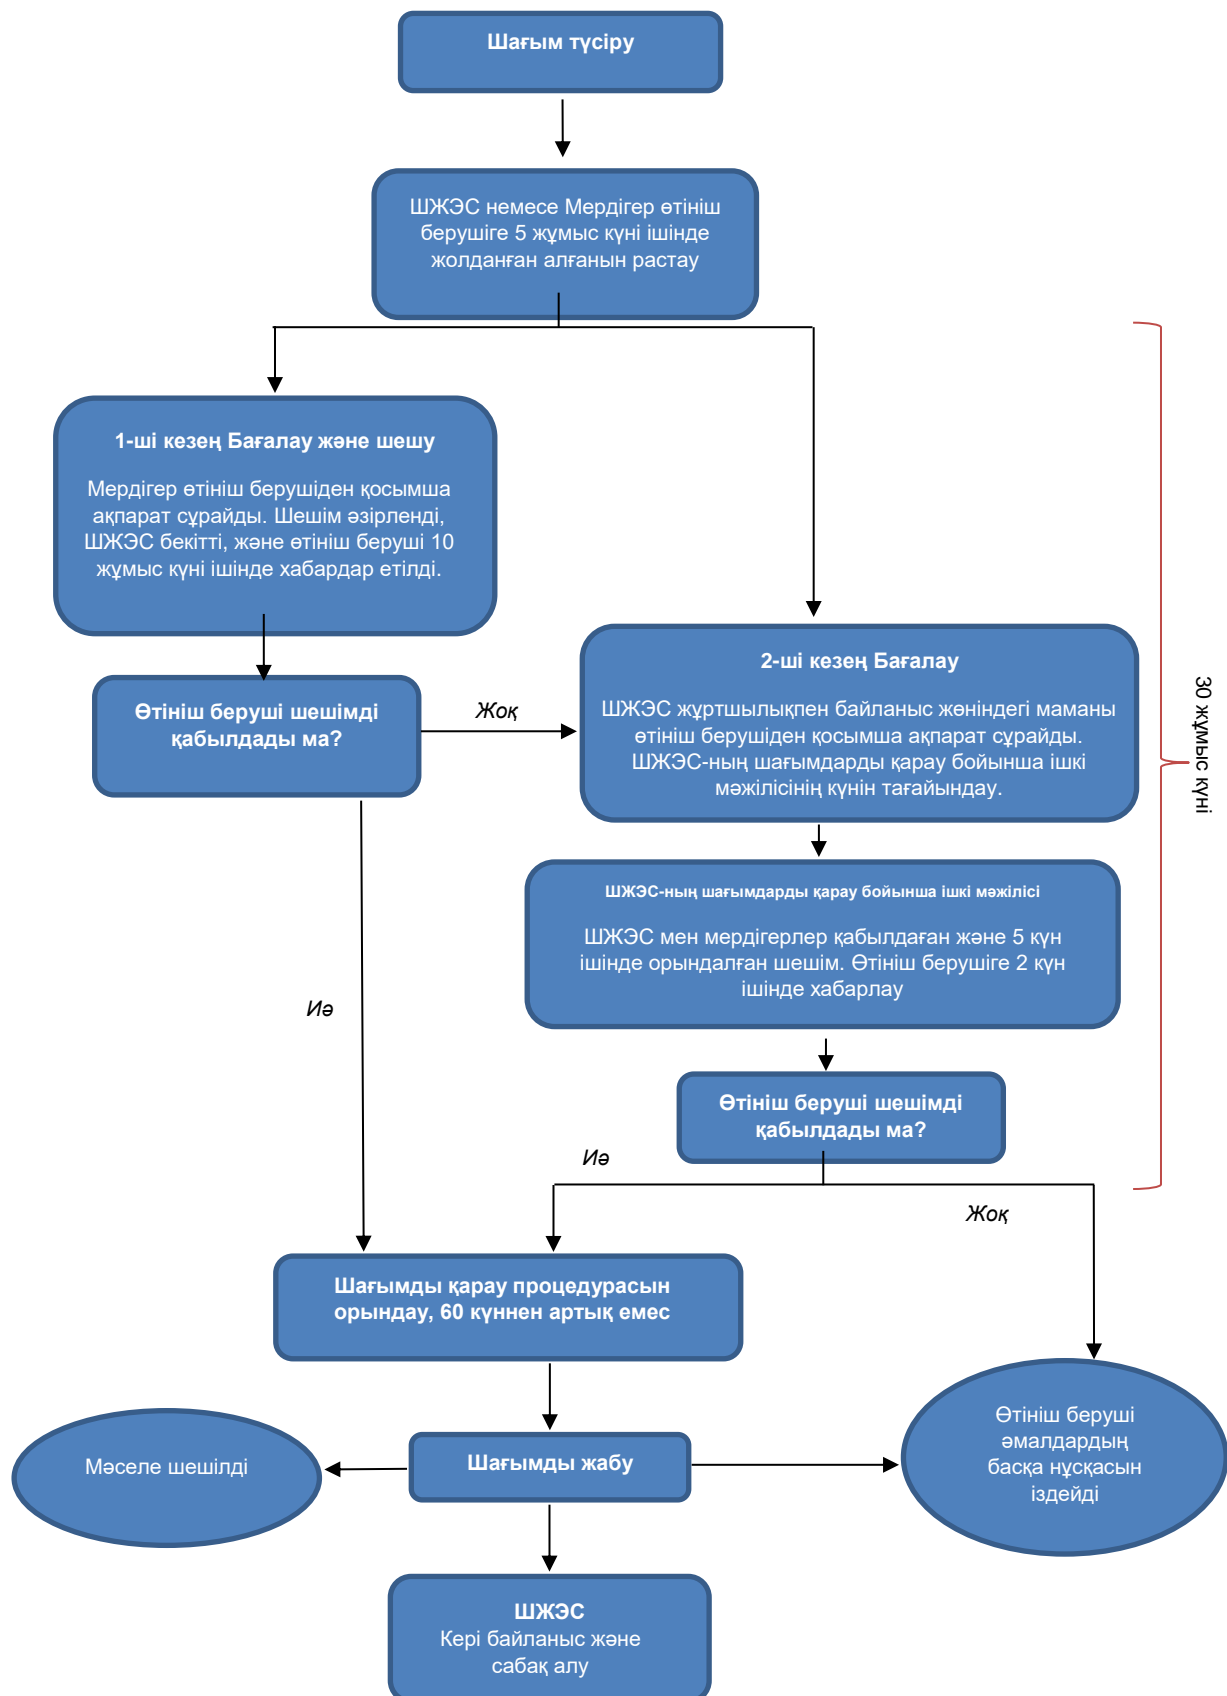 Шағым түсіру
ШЖЭС немесе Мердігер өтініш
берушіге 5 жұмыс күні ішінде
жолданған алғанын растау
1-ші кезең Бағалау және шешу
Мердігер өтініш берушіден қосымша
ақпарат сұрайды. Шешім әзірленді,
ШЖЭС бекітті, және өтініш беруші 10
жұмыс күні ішінде хабардар етілді.
Өтініш беруші шешімді
қабылдады ма?
Жоқ
2-ші кезең Бағалау
ШЖЭС жұртшылықпен байланыс жөніндегі маманы
өтініш берушіден қосымша ақпарат сұрайды.
ШЖЭС-ның шағымдарды қарау бойынша ішкі
мәжілісінің күнін тағайындау.
30 жұмыс күні
ШЖЭС-ның шағымдарды қарау бойынша ішкі мәжілісі
ШЖЭС мен мердігерлер қабылдаған және 5 күн
ішінде орындалған шешім. Өтініш берушіге 2 күн
ішінде хабарлау
Иә
Өтініш беруші шешімді
қабылдады ма?
Иә
Жоқ
Шағымды қарау процедурасын
орындау, 60 күннен артық емес
Мәселе шешілді
Шағымды жабу
Өтініш беруші
әмалдардың
басқа нұсқасын
іздейді
ШЖЭС
Кері байланыс және
сабақ алу